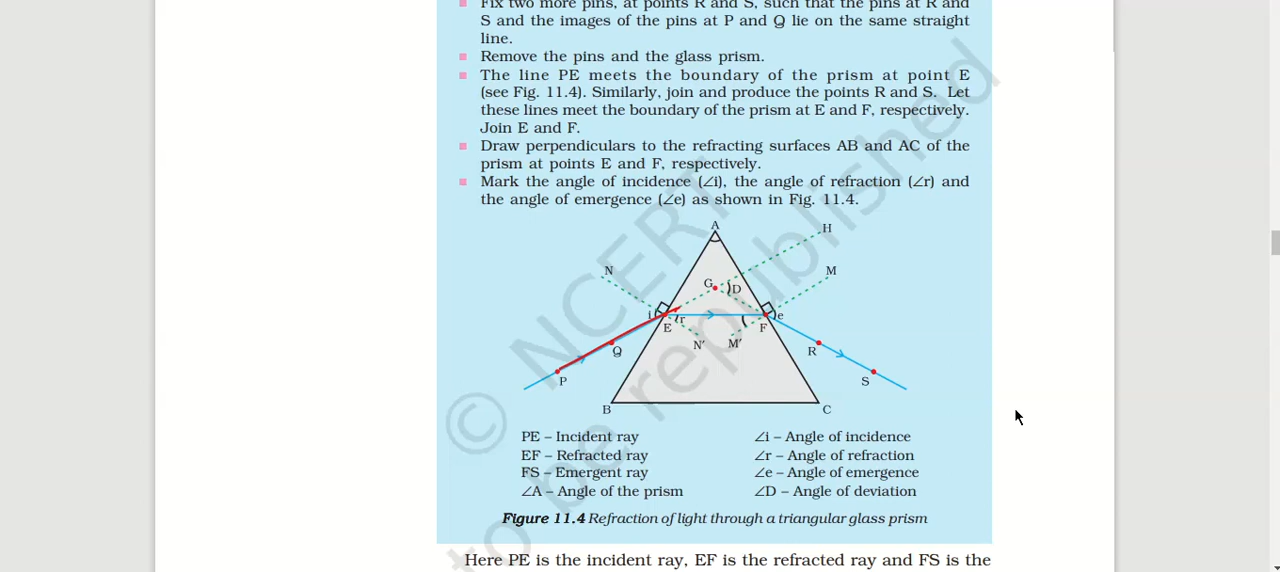 Fix two more pins, at points R and S, such that the pins at R and
S and the images of the pins at P and Q lie on the same straight
line.
Remove the pins and the glass prism.
The line PE meets the boundary of the prism at point E
(see Fig. 11.4). Similarly, join and produce the points R and S. Let
these lines meet the boundary of the prism at E and F, respectively.
Join E and F.
Draw perpendiculars to the refracting surfaces AB and AC of the
prism at points E and F, respectively.
Mark the angle of incidence (∠i), the angle of refraction (∠r) and
the angle of emergence (∠e) as shown in Fig. 11.4.
A
H
N
M
G
D
i
r
e
E
F
N′
M′
Q
R
P
S
B
C
PE – Incident ray
∠i – Angle of incidence
EF – Refracted ray
∠r – Angle of refraction
FS – Emergent ray
∠e – Angle of emergence
∠A – Angle of the prism
∠D – Angle of deviation
Figure 11.4 Refraction of light through a triangular glass prism
Here PE is the incident ray, EF is the refracted ray and FS is the
© NCERT
to be republished